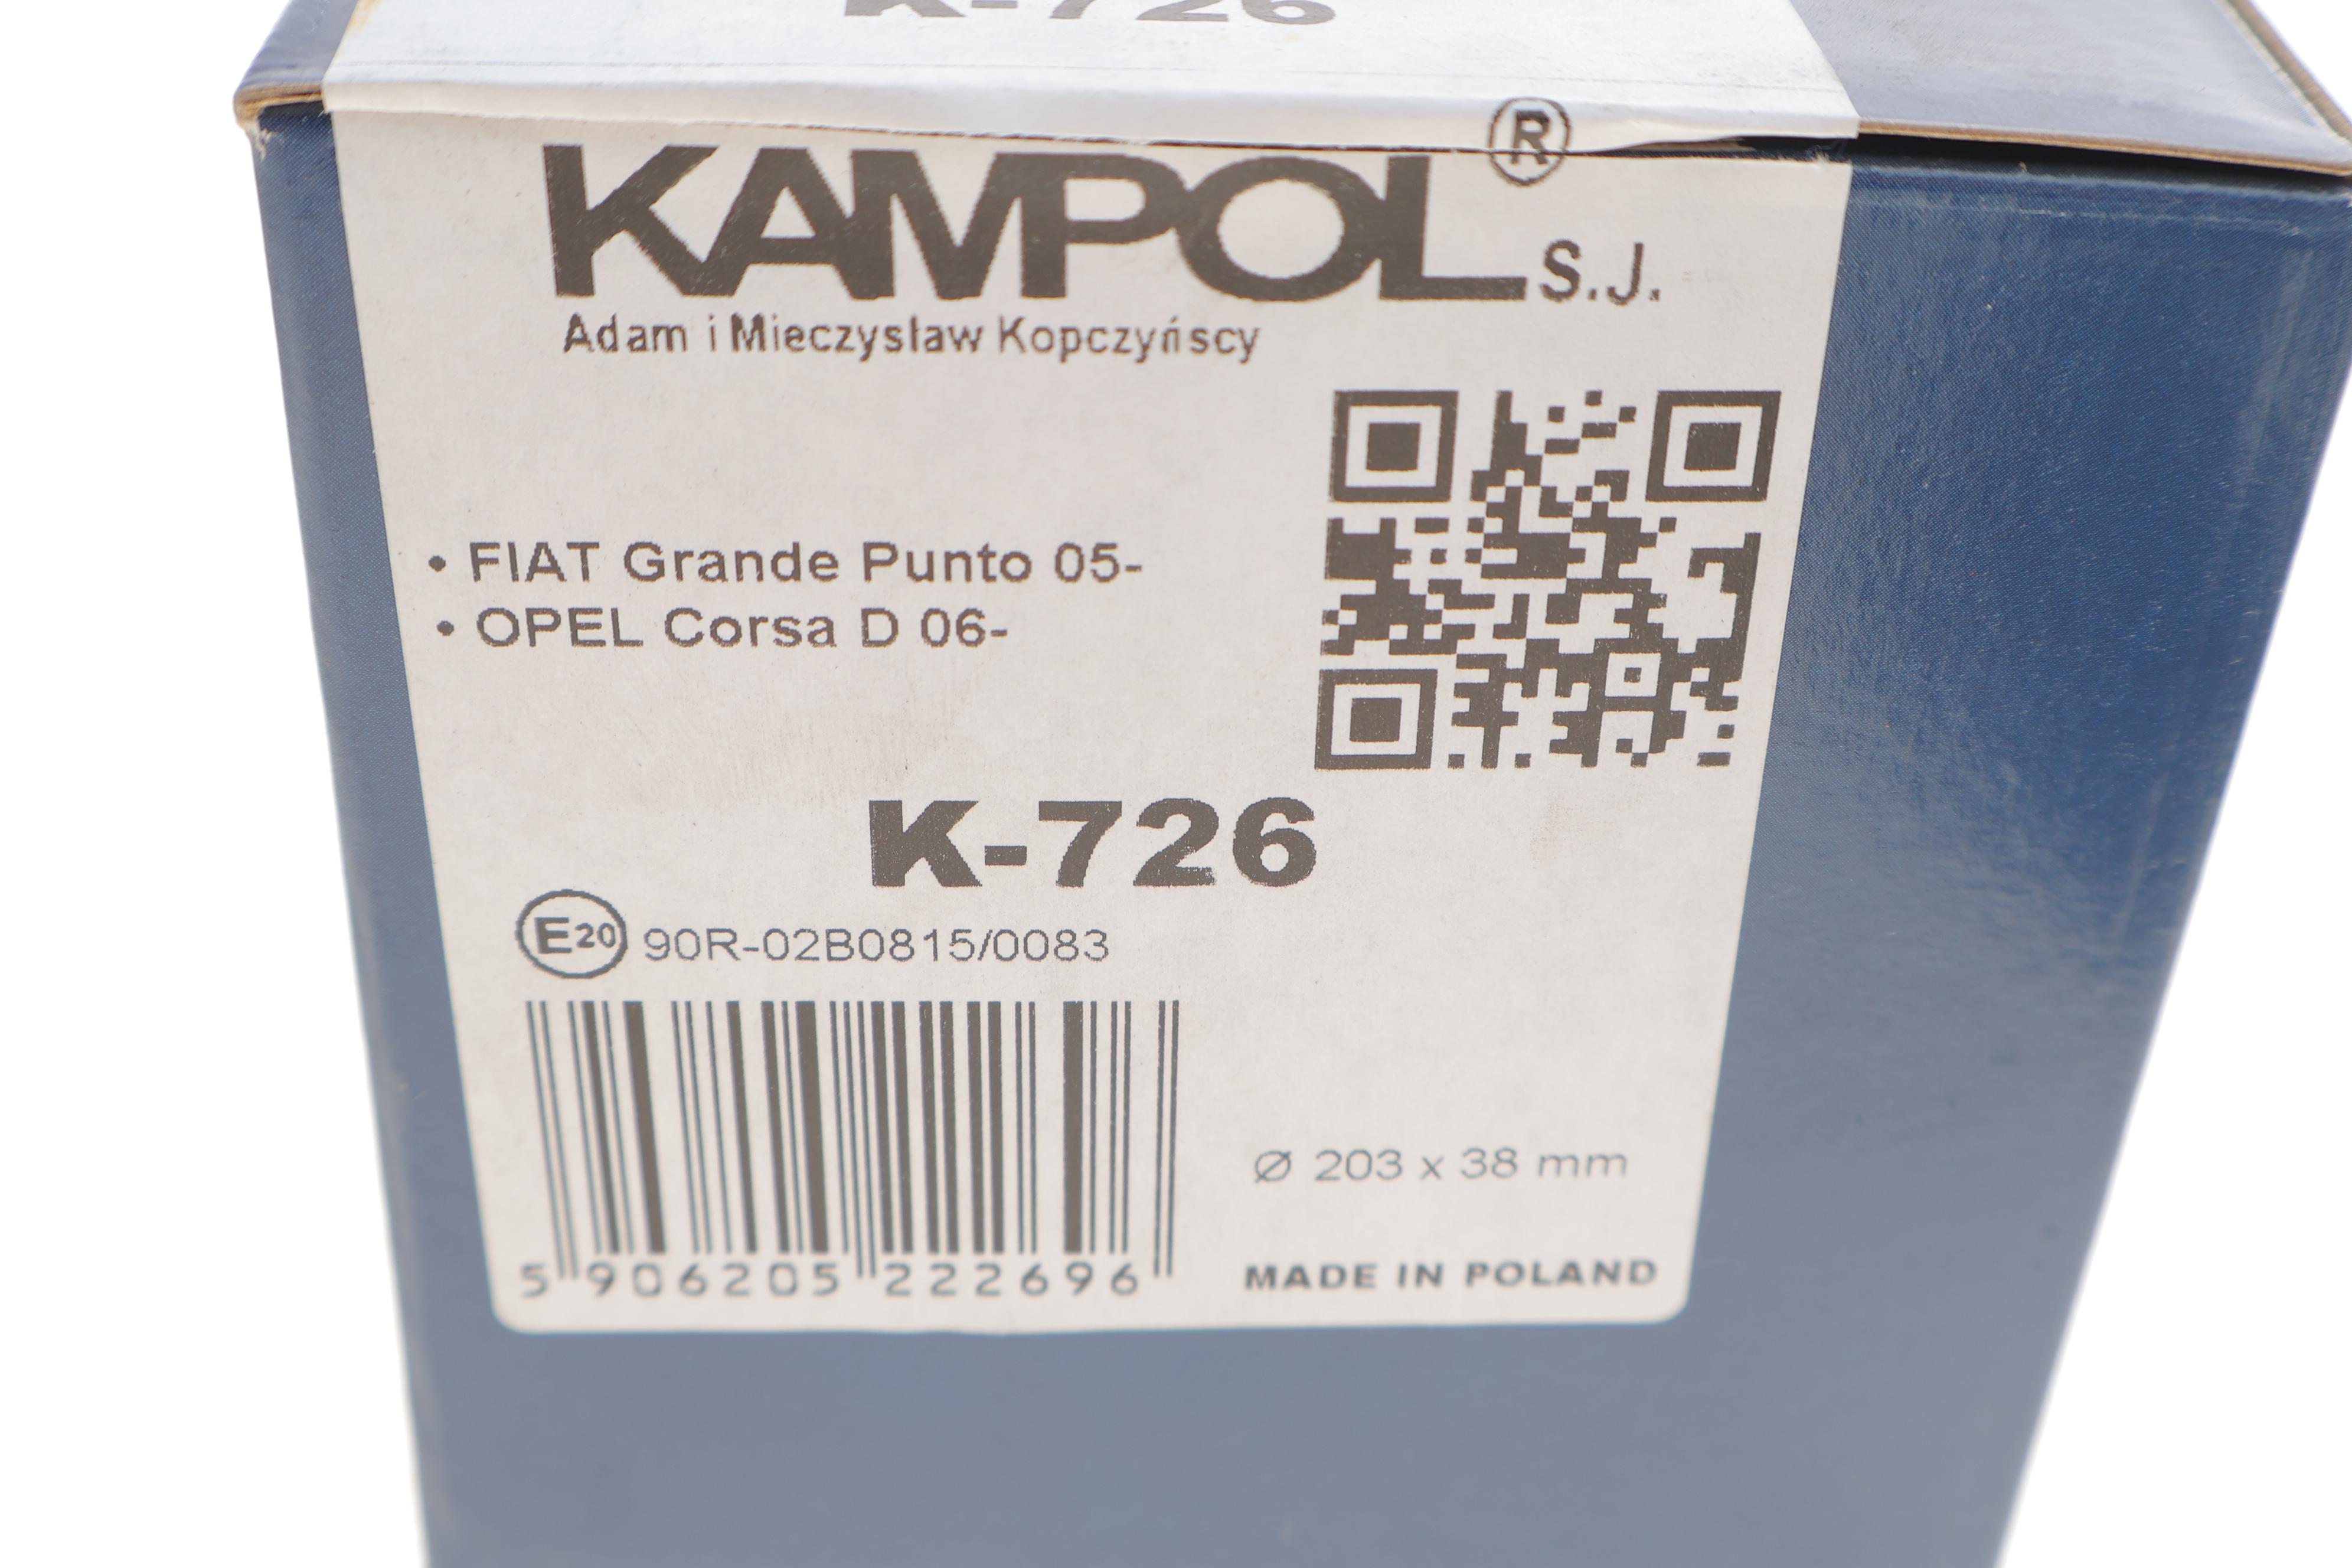 K-726
KAMPOL® S.J.
Adam i Mieczysław Kopczyńscy
• FIAT Grande Punto 05-
• OPEL Corsa D 06-
K-726
E20 90R-02B0815/0083
5 906205 222696
Ø 203 x 38 mm
MADE IN POLAND